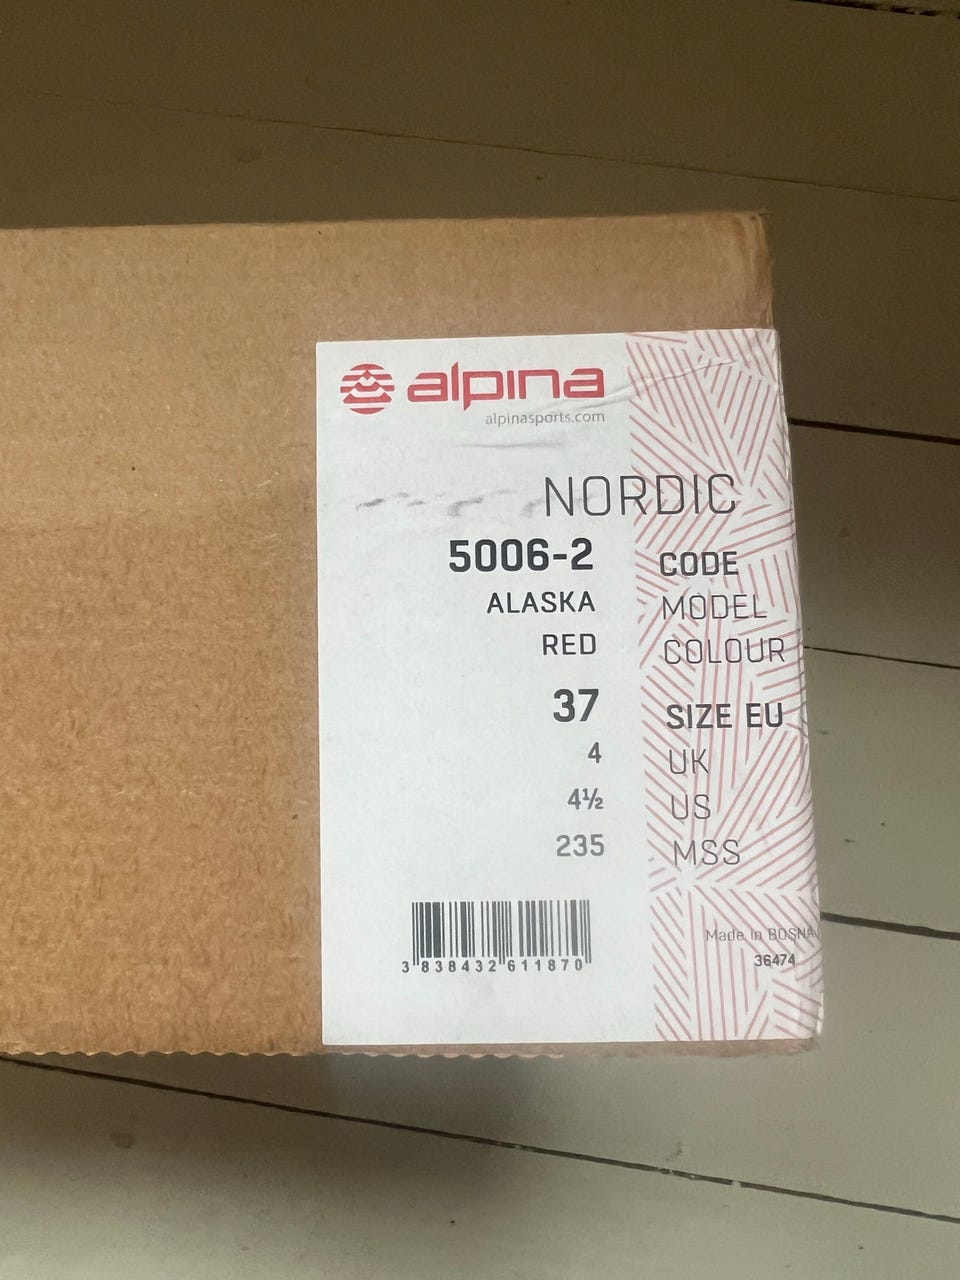 alpina
alpinasports.com
NORDIC
5006-2 CODE
ALASKA MODEL
RED COLOUR
37 SIZE EU
4 UK
4½ US
235 MSS
3 838432 611870
Made in BOSNA
36474